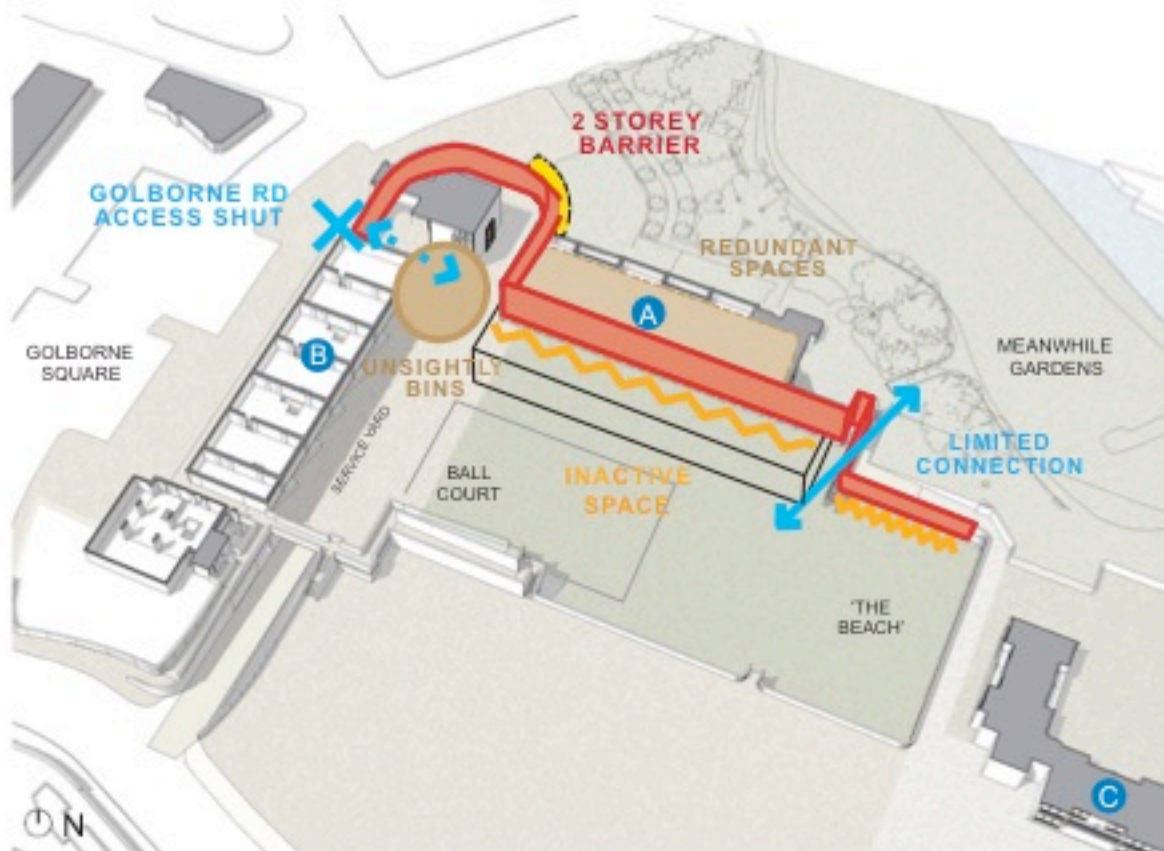 2 STOREY
BARRIER
GOLBORNE RD
ACCESS SHUT
REDUNDANT
SPACES
A
B
GOLBORNE
SQUARE
UNSIGHTLY
BINS
MEANWHILE
GARDENS
SERVICE YARD
BALL
COURT
INACTIVE
SPACE
LIMITED
CONNECTION
'THE
BEACH'
C
N